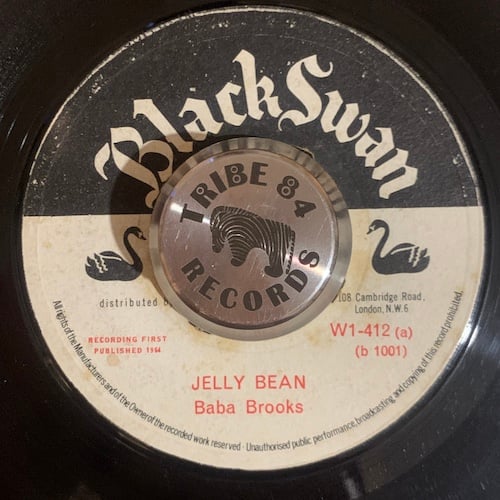 Black Swan
TRIBE 84
RECORDS
distributed b
108 Cambridge Road,
London, N.W.6
RECORDING FIRST
PUBLISHED 1964
W1-412 (a)
(b 1001)
JELLY BEAN
Baba Brooks
All rights of the Manufacturers and of the Owner of the recorded work reserved - Unauthorised public performance, broadcasting and copying of this record prohibited.